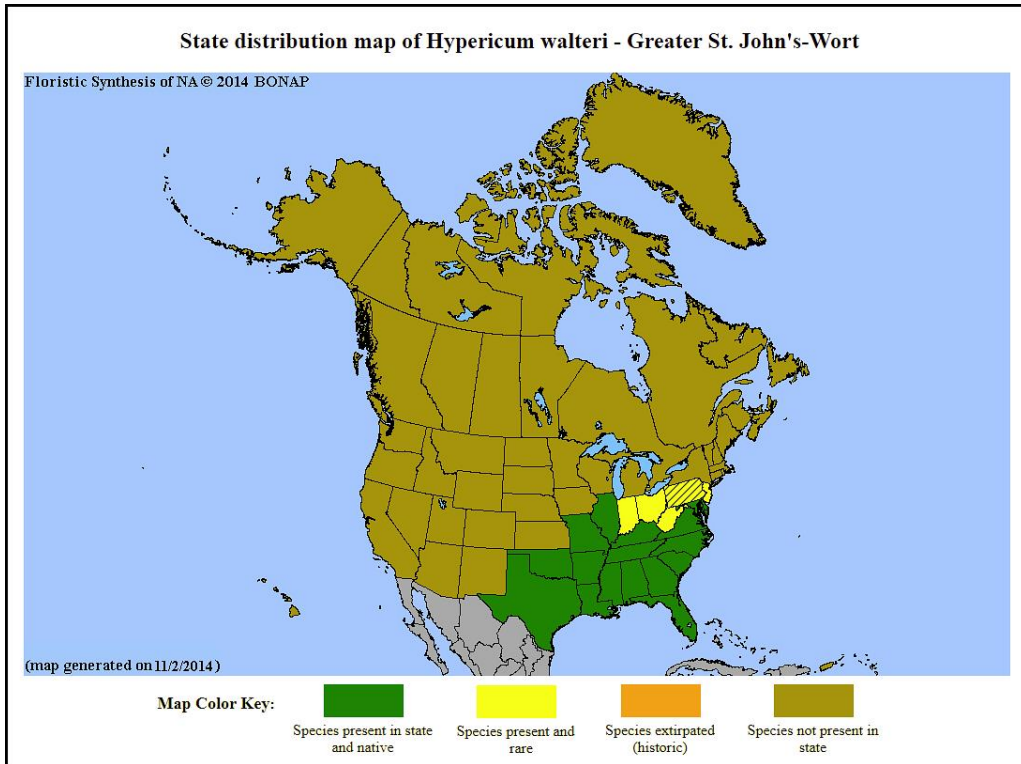 State distribution map of Hypericum walteri - Greater St. John's-Wort
Floristic Synthesis of NA © 2014 BONAP
(map generated on 11/2/2014)
Map Color Key:
Species present in state
and native
Species present and
rare
Species extirpated
(historic)
Species not present in
state